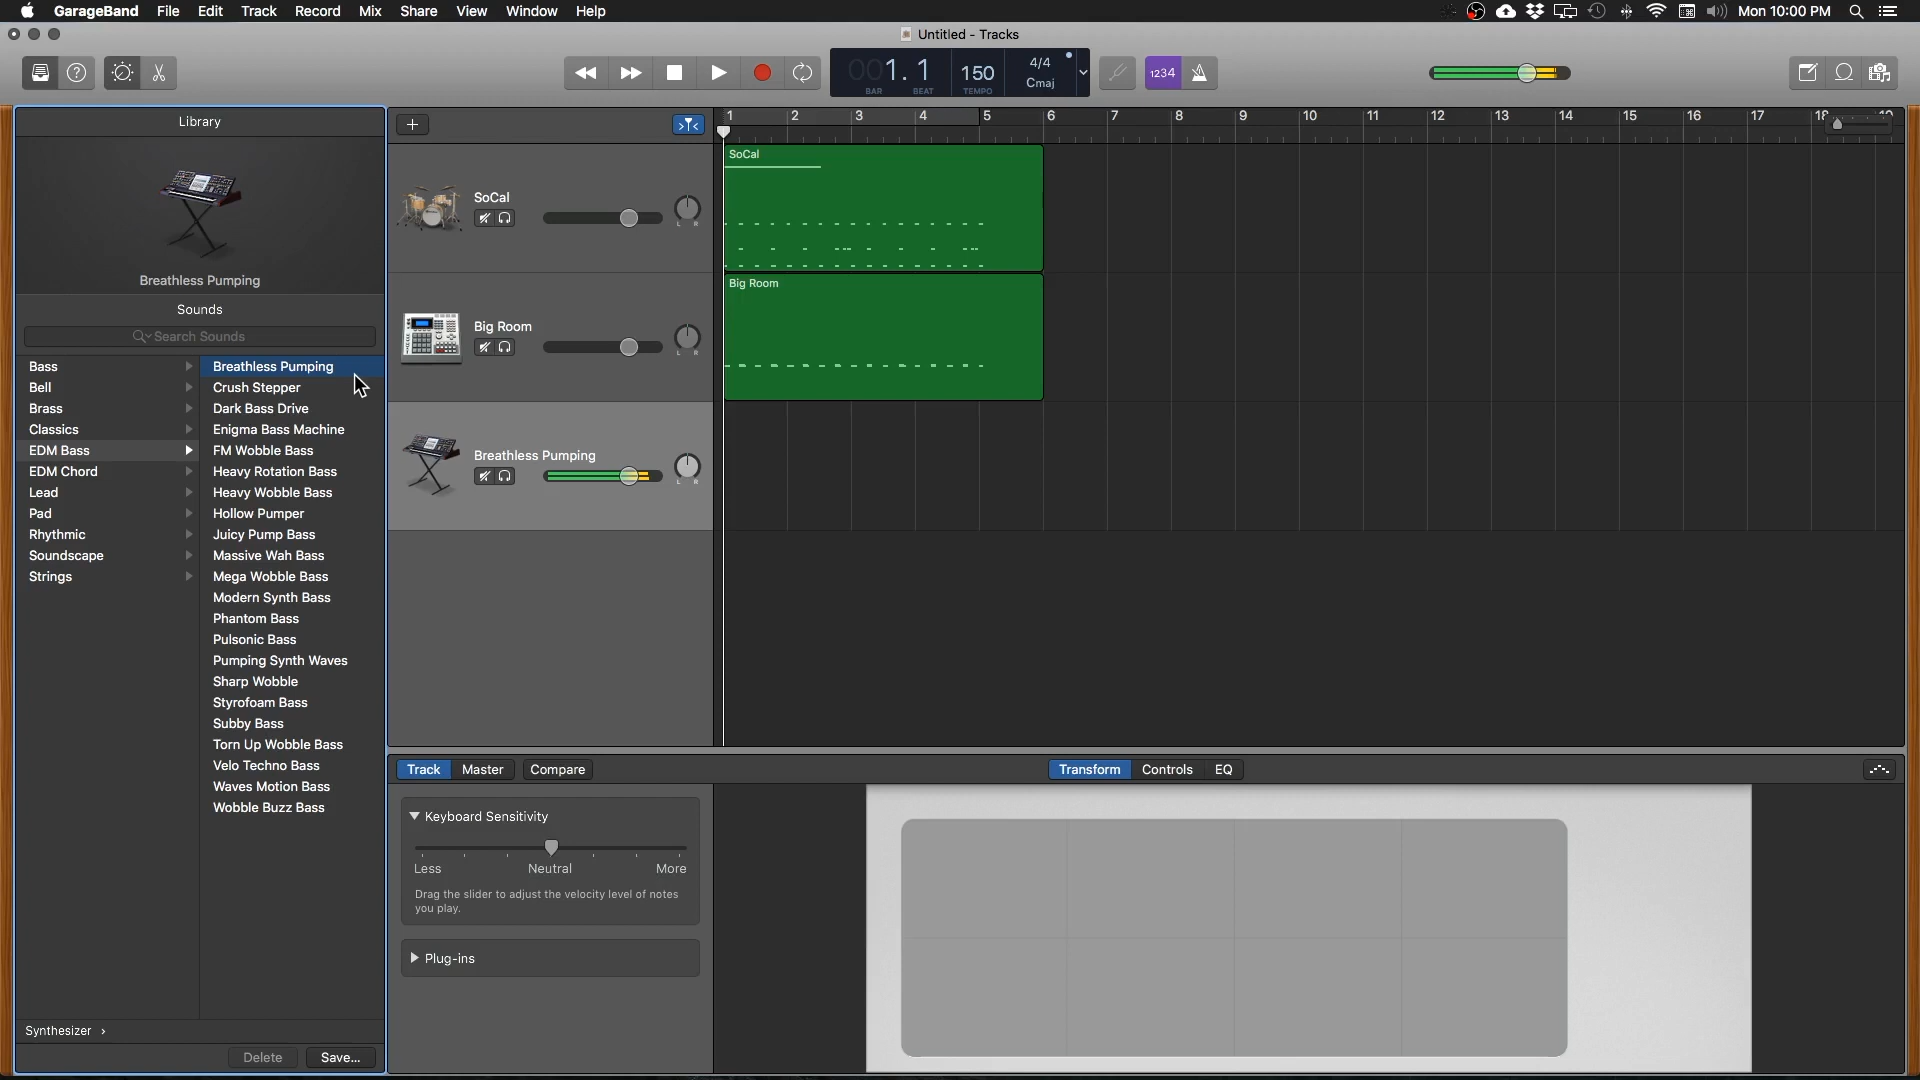 GarageBand File Edit Track Record Mix Share View Window Help Mon 10:00 PM
Untitled - Tracks
001. 1 150 4/4 Cmaj
BAR BEAT TEMPO
1234
Library
Breathless Pumping
Sounds
Search Sounds
Bass
Bell
Brass
Classics
EDM Bass
EDM Chord
Lead
Pad
Rhythmic
Soundscape
Strings
Breathless Pumping
Crush Stepper
Dark Bass Drive
Enigma Bass Machine
FM Wobble Bass
Heavy Rotation Bass
Heavy Wobble Bass
Hollow Pumper
Juicy Pump Bass
Massive Wah Bass
Mega Wobble Bass
Modern Synth Bass
Phantom Bass
Pulsonic Bass
Pumping Synth Waves
Sharp Wobble
Styrofoam Bass
Subby Bass
Torn Up Wobble Bass
Velo Techno Bass
Waves Motion Bass
Wobble Buzz Bass
Synthesizer ›
Delete Save...
1 2 3 4 5 6 7 8 9 10 11 12 13 14 15 16 17 18
SoCal
L R
SoCal
Big Room
L R
Big Room
Breathless Pumping
L R
Track Master Compare
Transform Controls EQ
Keyboard Sensitivity
Less Neutral More
Drag the slider to adjust the velocity level of notes
you play.
Plug-ins